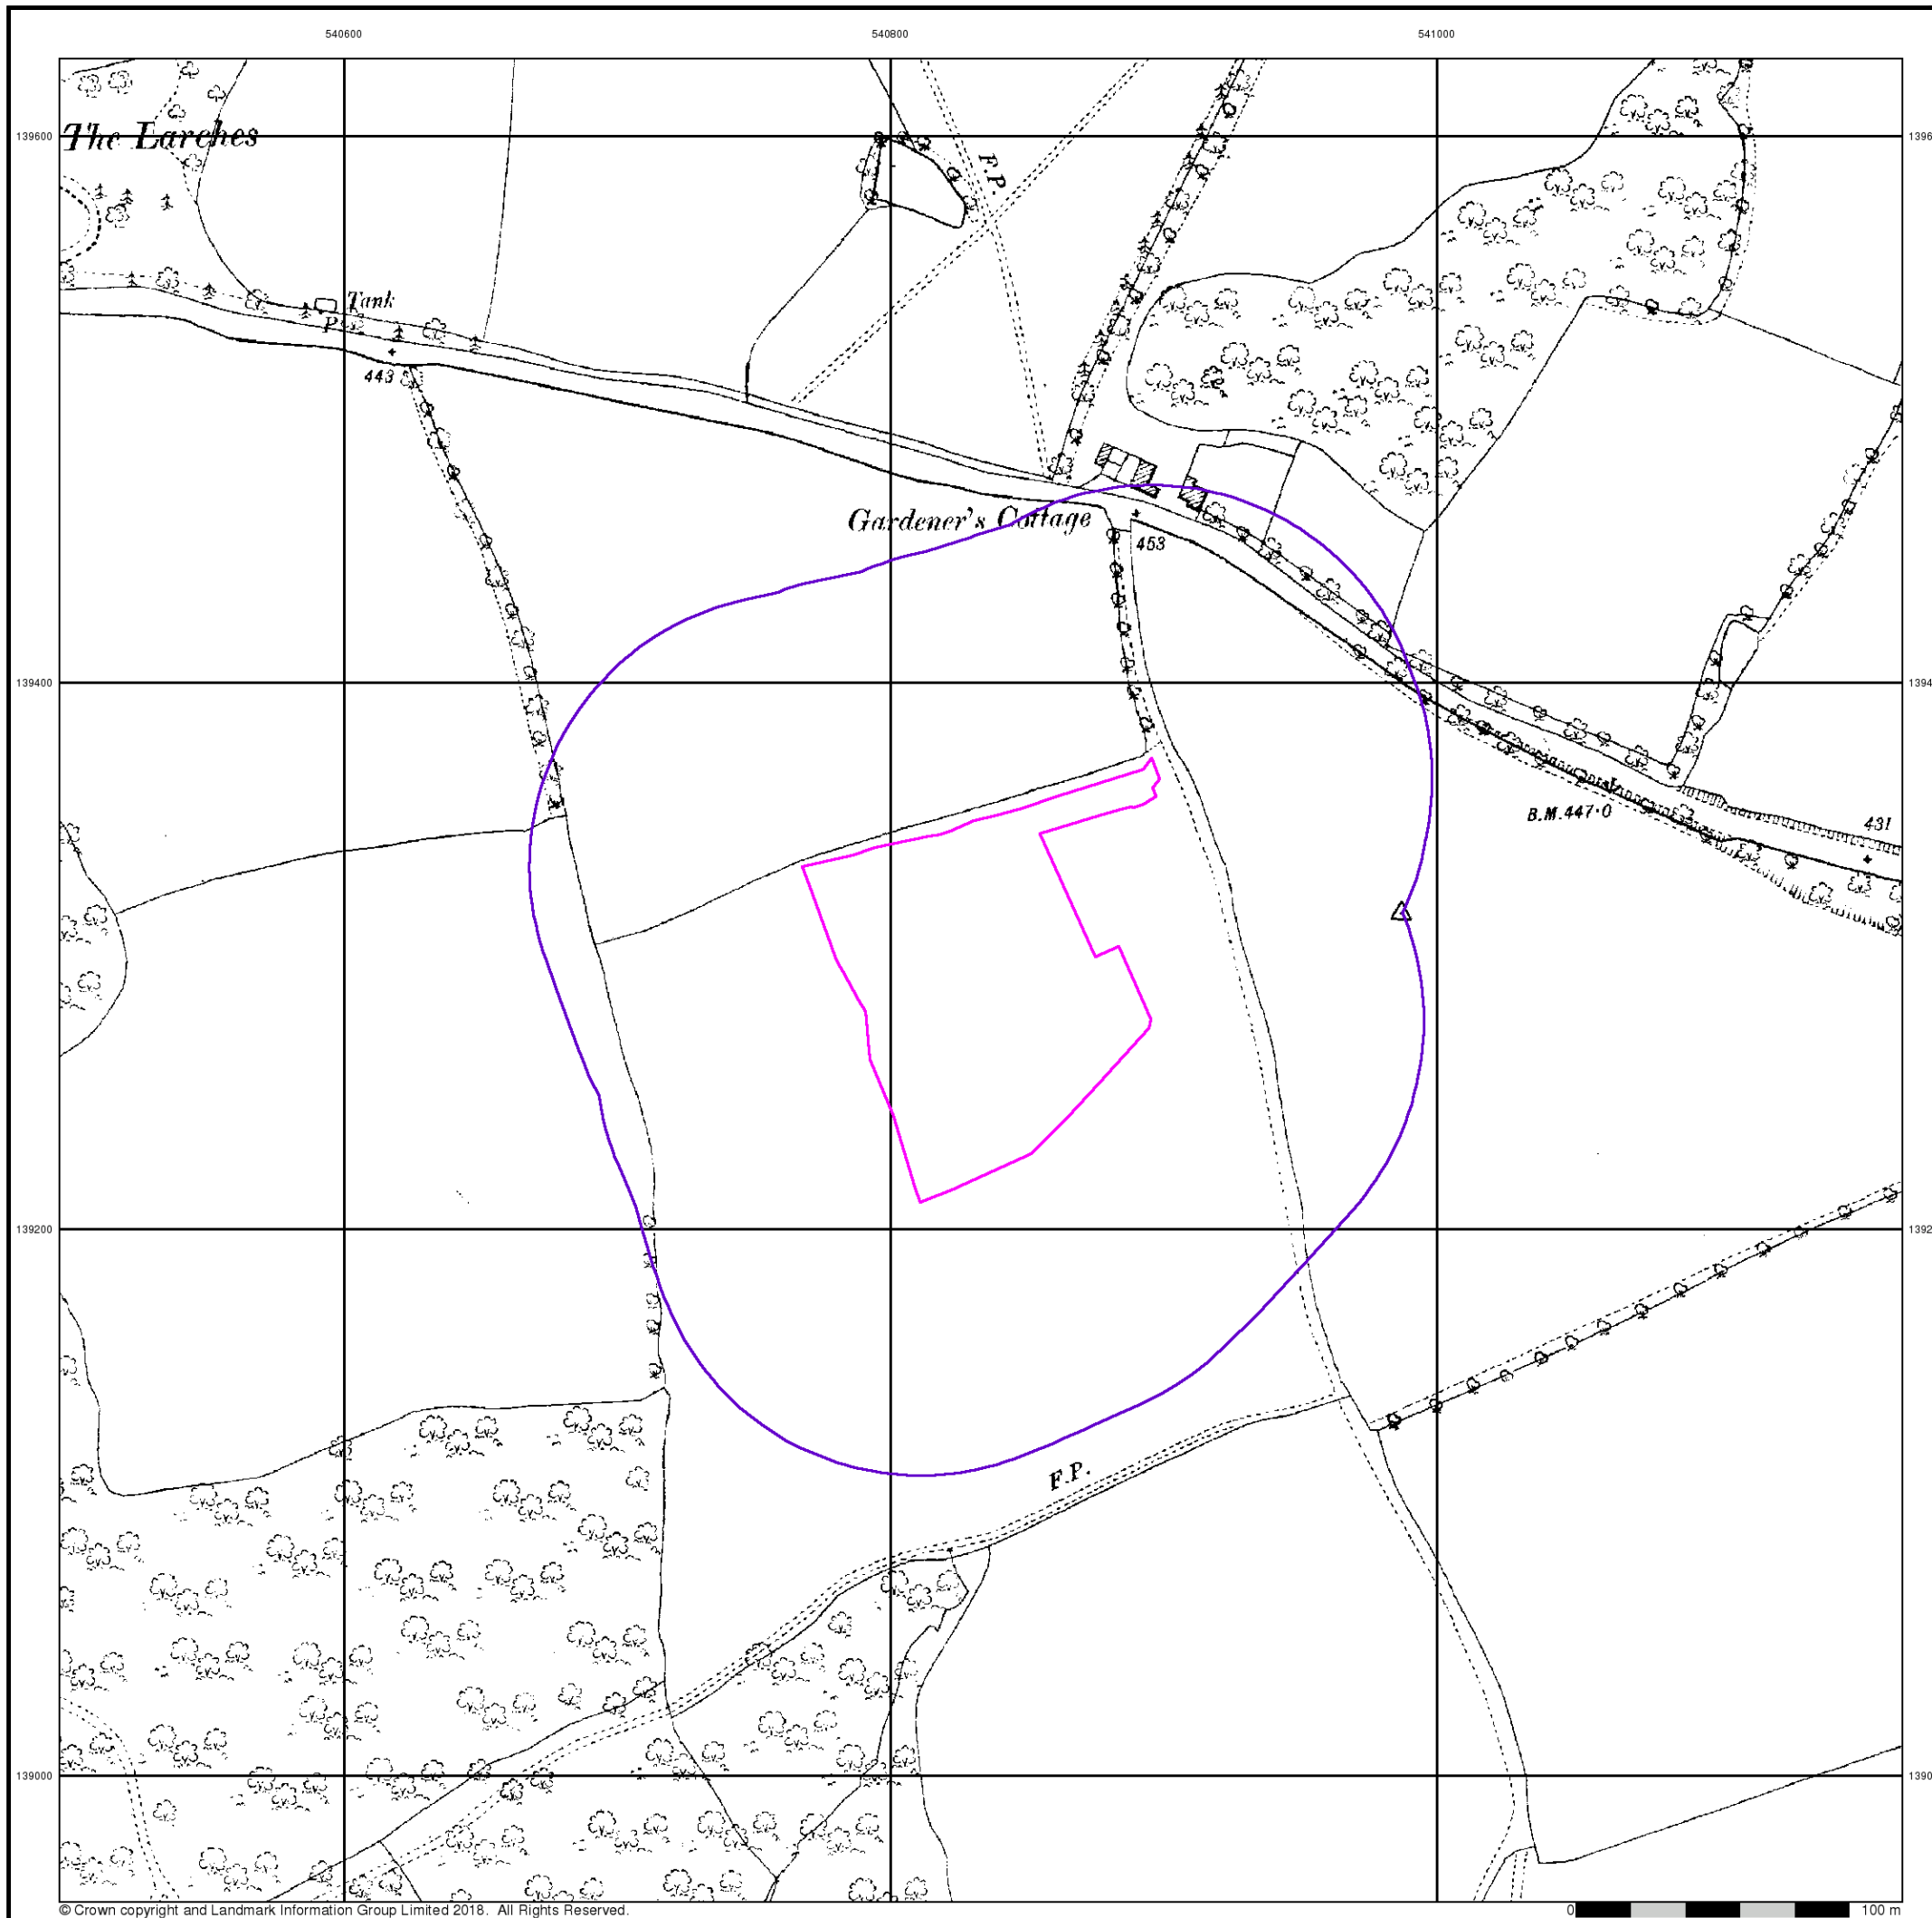 540600 540800 541000
139600
The Larches
F.P.
Tank
P
443
Gardener's Cottage
453
139400
B.M. 447·0
431
139200
F.P.
139000
© Crown copyright and Landmark Information Group Limited 2018. All Rights Reserved.
0 100 m